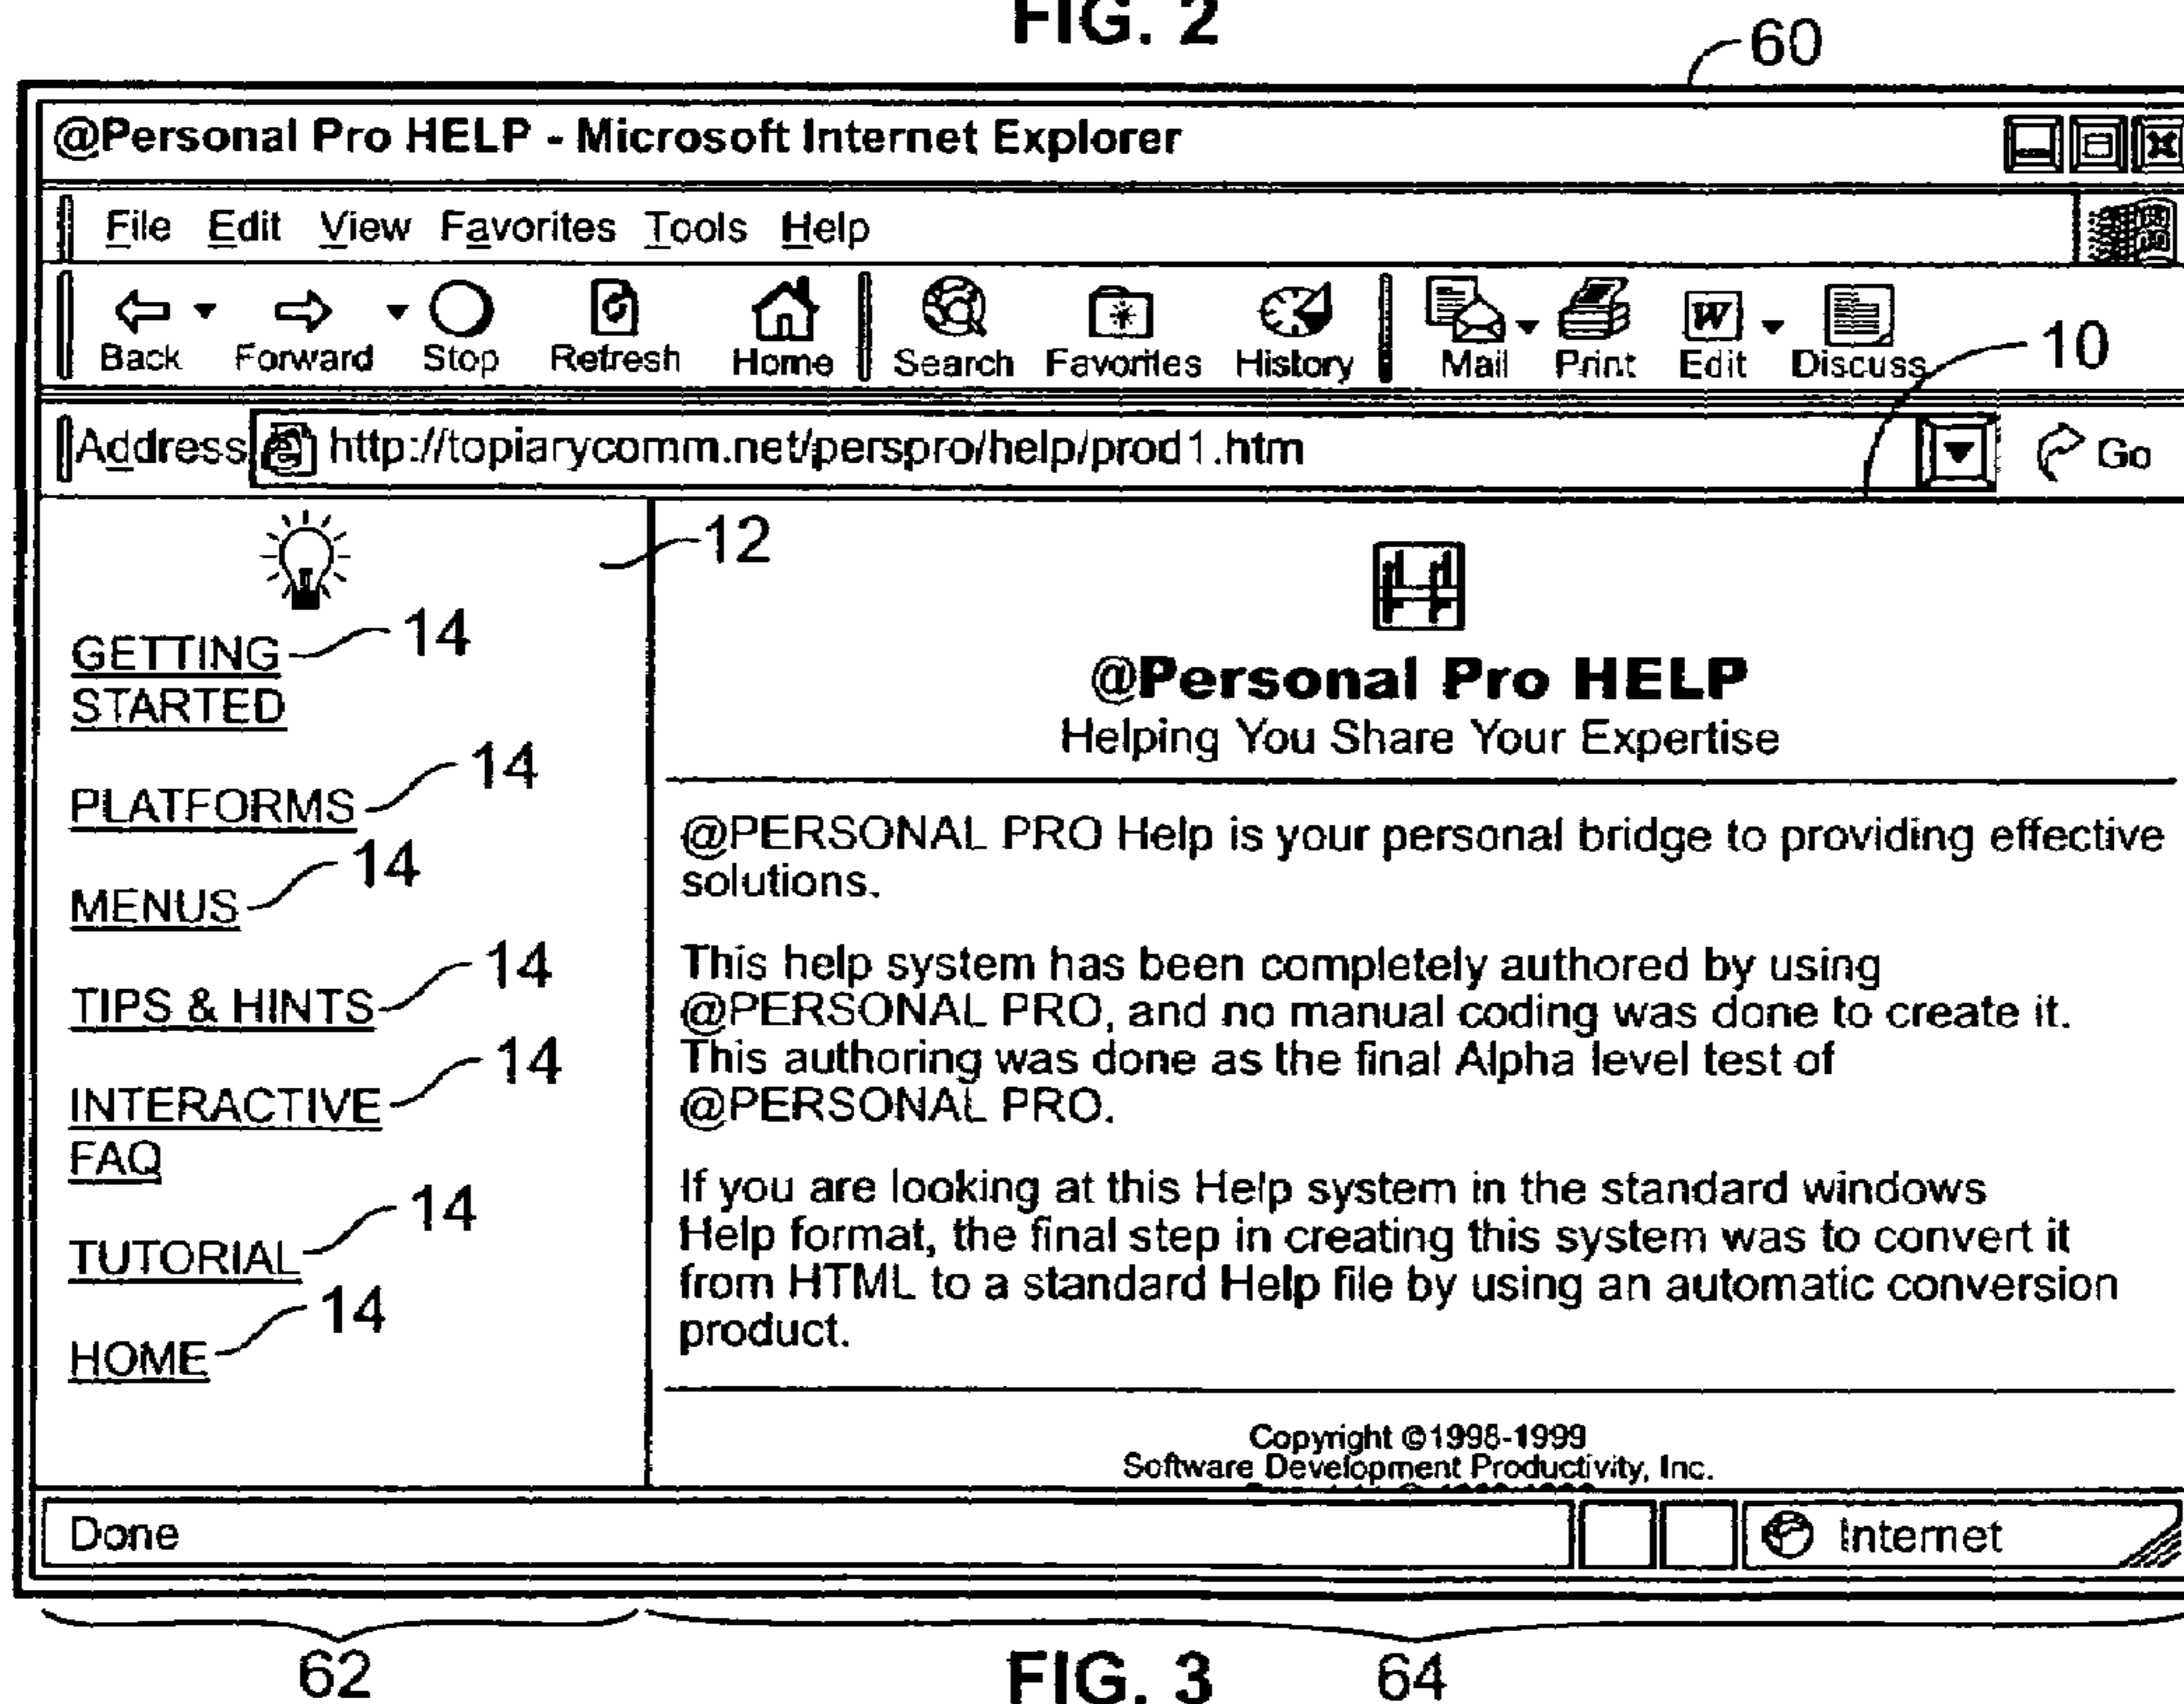 FIG. 2
60
@Personal Pro HELP - Microsoft Internet Explorer
File Edit View Favorites Tools Help
Back Forward Stop Refresh Home Search Favorites History Mail Print Edit Discuss
10
Address http://topiarycomm.net/perspro/help/prod1.htm Go
12
GETTING 14
STARTED
PLATFORMS 14
MENUS 14
TIPS & HINTS 14
INTERACTIVE 14
FAQ
TUTORIAL 14
HOME 14
@Personal Pro HELP
Helping You Share Your Expertise
@PERSONAL PRO Help is your personal bridge to providing effective
solutions.
This help system has been completely authored by using
@PERSONAL PRO, and no manual coding was done to create it.
This authoring was done as the final Alpha level test of
@PERSONAL PRO.
If you are looking at this Help system in the standard windows
Help format, the final step in creating this system was to convert it
from HTML to a standard Help file by using an automatic conversion
product.
Copyright ©1998-1999
Software Development Productivity, Inc.
Done Internet
62 64
FIG. 3